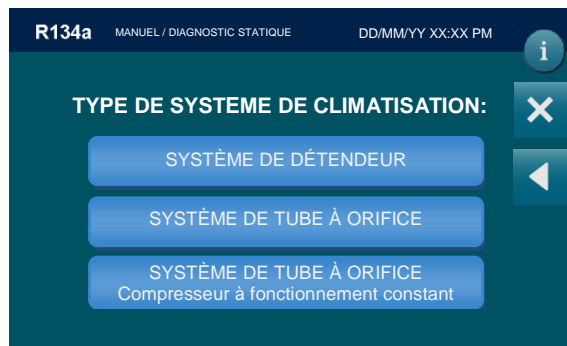 R134a MANUEL / DIAGNOSTIC STATIQUE DD/MM/YY XX:XX PM
i
TYPE DE SYSTEME DE CLIMATISATION:
SYSTÈME DE DÉTENDEUR
SYSTÈME DE TUBE À ORIFICE
SYSTÈME DE TUBE À ORIFICE
Compresseur à fonctionnement constant